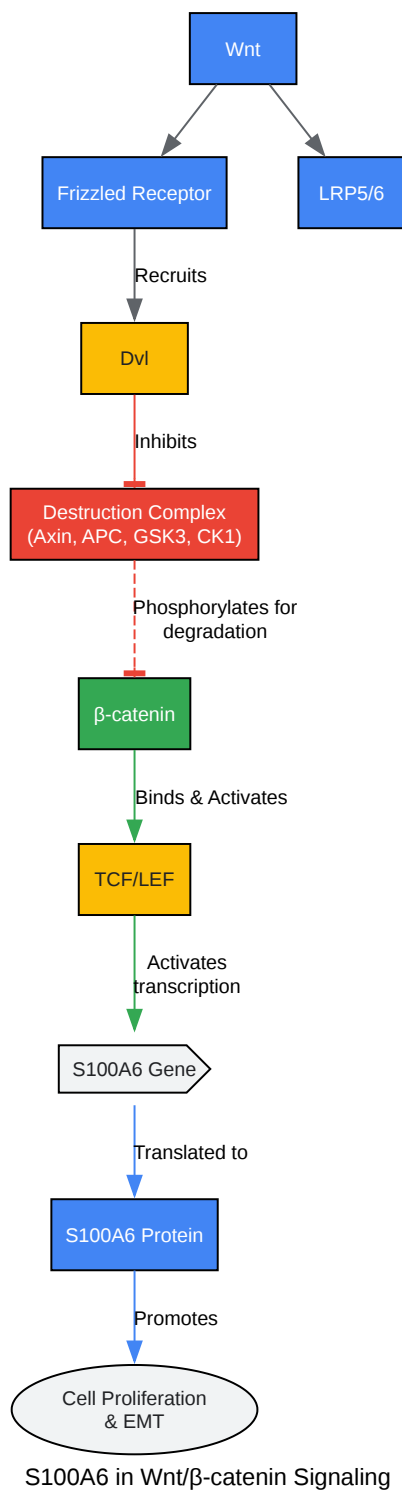 Wnt
Frizzled Receptor
LRP5/6
Recruits
Dvl
Inhibits
Destruction Complex
(Axin, APC, GSK3, CK1)
Phosphorylates for
degradation
β-catenin
Binds & Activates
TCF/LEF
Activates
transcription
S100A6 Gene
Translated to
S100A6 Protein
Promotes
Cell Proliferation
& EMT
S100A6 in Wnt/β-catenin Signaling